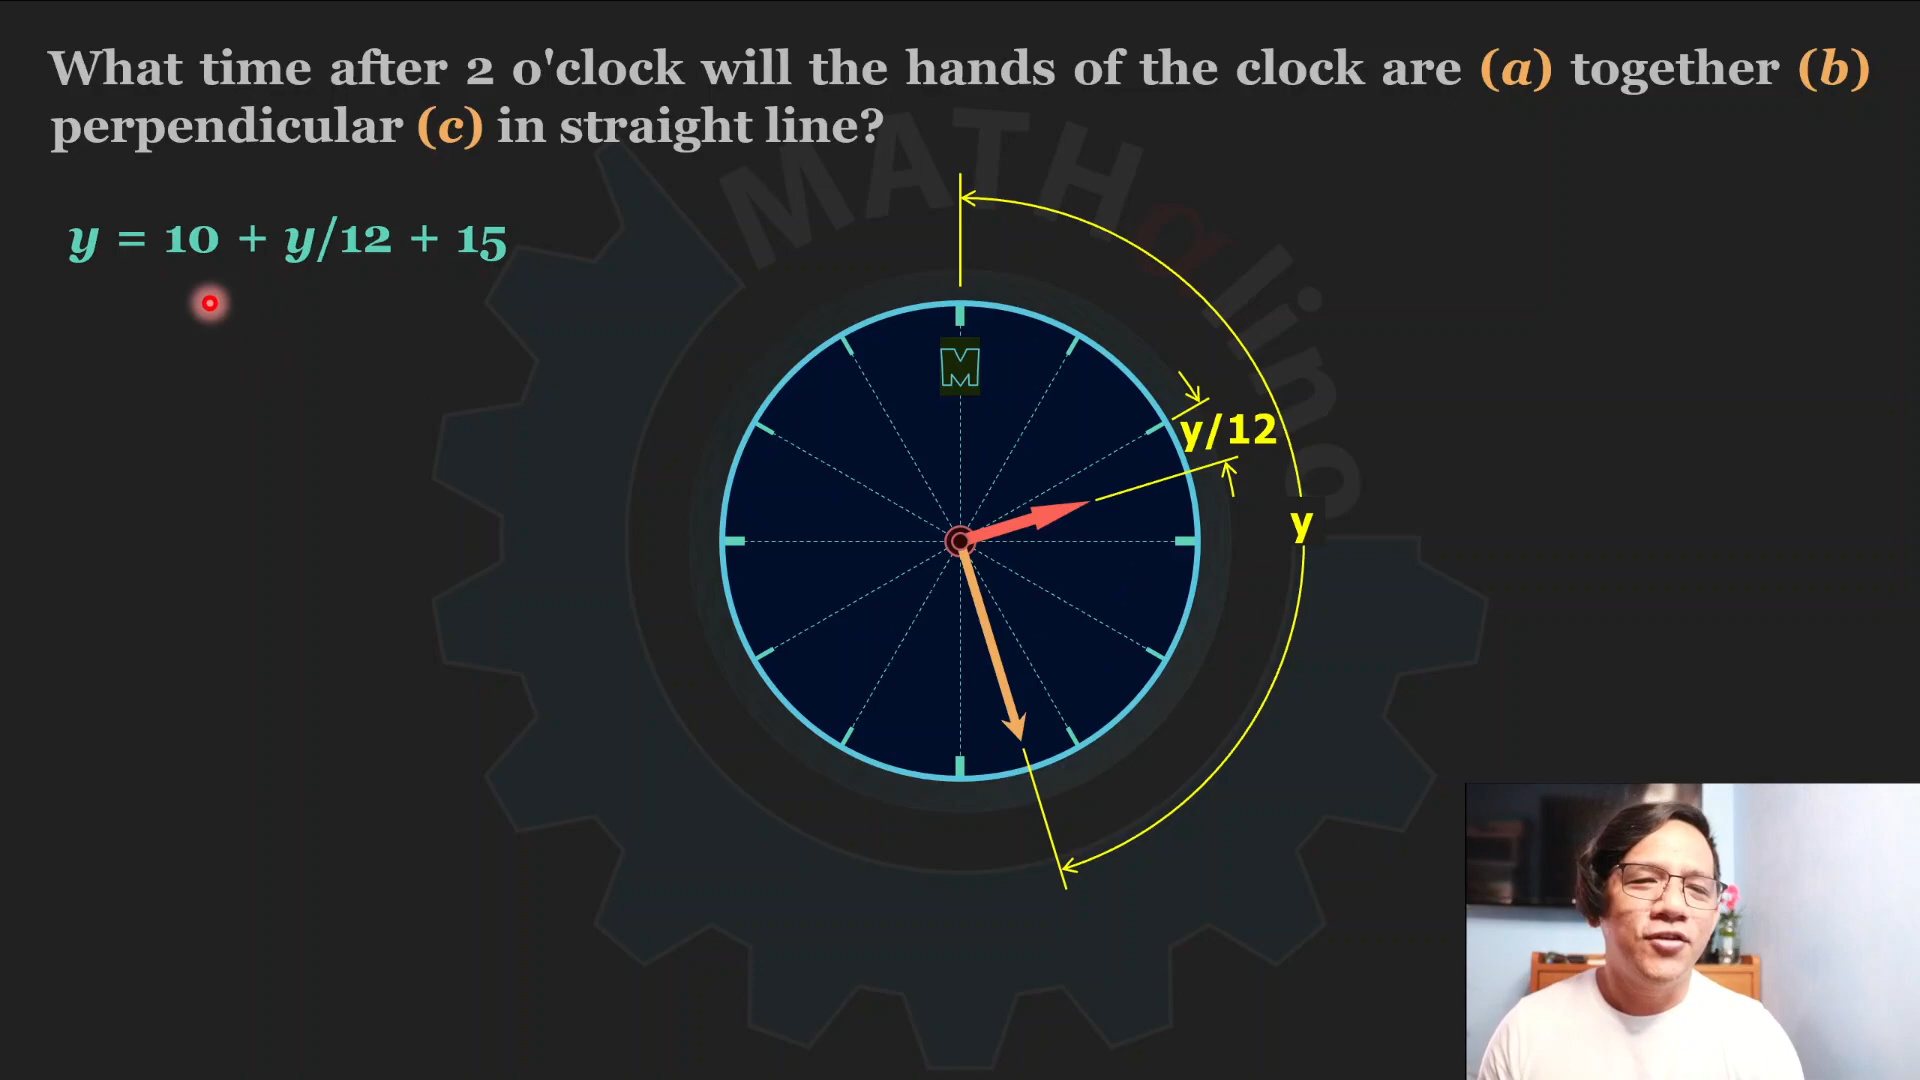 What time after 2 o'clock will the hands of the clock are (a) together (b)
perpendicular (c) in straight line?
MATHalino
y = 10 + y/12 + 15
M
y/12
y